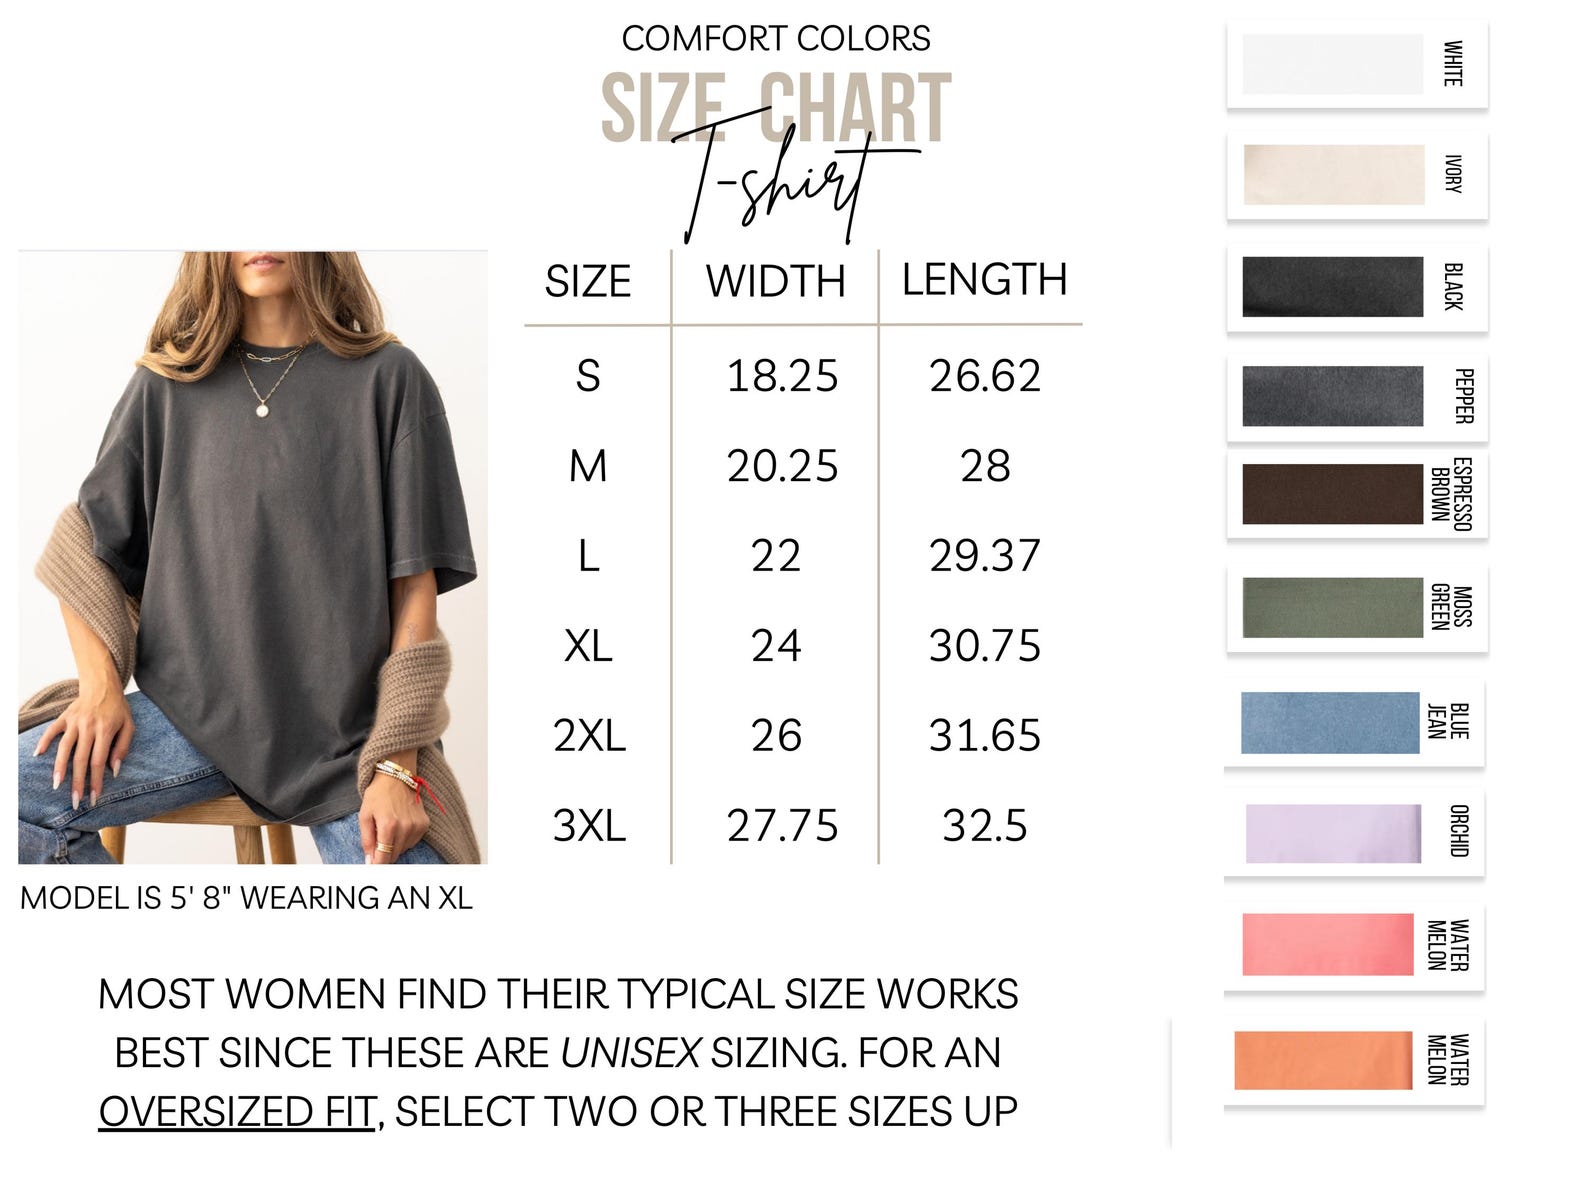 COMFORT COLORS
SIZE CHART
T-shirt
SIZE WIDTH LENGTH
S 18.25 26.62
M 20.25 28
L 22 29.37
XL 24 30.75
2XL 26 31.65
3XL 27.75 32.5
MODEL IS 5' 8" WEARING AN XL
MOST WOMEN FIND THEIR TYPICAL SIZE WORKS
BEST SINCE THESE ARE UNISEX SIZING. FOR AN
OVERSIZED FIT, SELECT TWO OR THREE SIZES UP
WHITE
IVORY
BLACK
PEPPER
ESPRESSO
BROWN
MOSS
GREEN
BLUE
JEAN
ORCHID
WATER
MELON
WATER
MELON